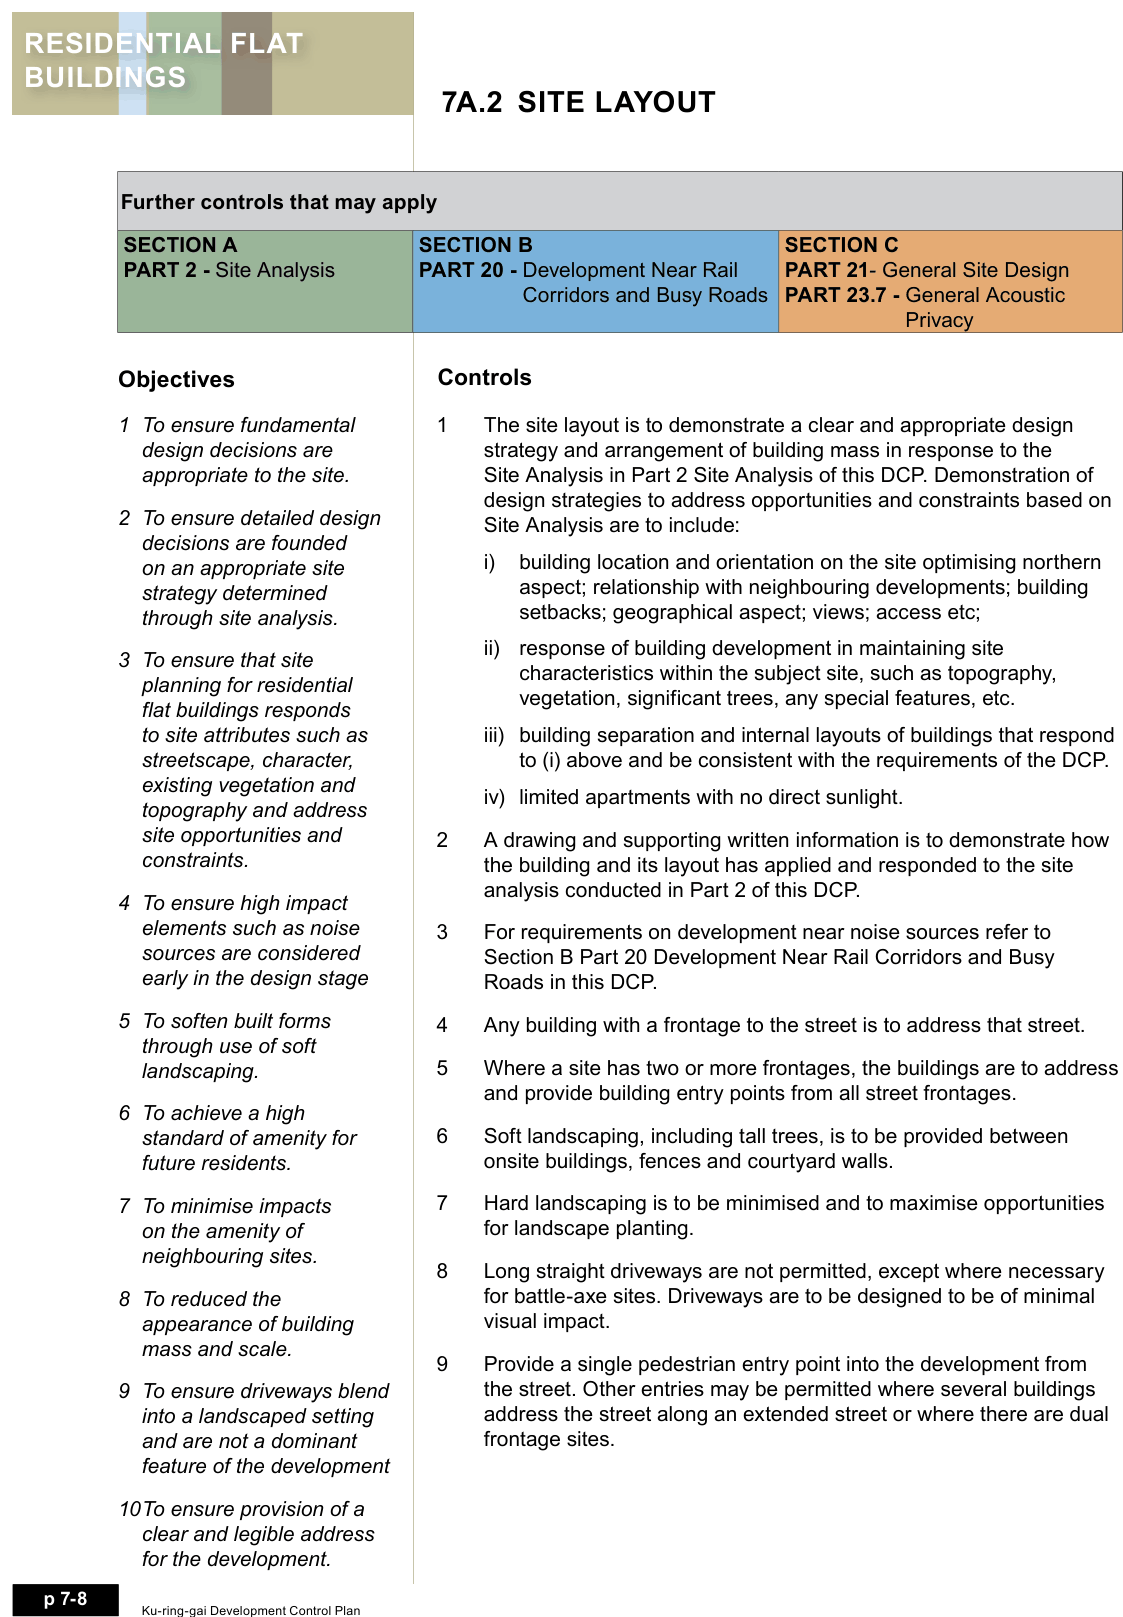 RESIDENTIAL FLAT
BUILDINGS
7A.2 SITE LAYOUT
Further controls that may apply
SECTION A
PART 2 - Site Analysis
SECTION B
PART 20 - Development Near Rail
Corridors and Busy Roads
SECTION C
PART 21- General Site Design
PART 23.7 - General Acoustic
Privacy
Objectives
1 To ensure fundamental
design decisions are
appropriate to the site.
2 To ensure detailed design
decisions are founded
on an appropriate site
strategy determined
through site analysis.
3 To ensure that site
planning for residential
flat buildings responds
to site attributes such as
streetscape, character,
existing vegetation and
topography and address
site opportunities and
constraints.
4 To ensure high impact
elements such as noise
sources are considered
early in the design stage
5 To soften built forms
through use of soft
landscaping.
6 To achieve a high
standard of amenity for
future residents.
7 To minimise impacts
on the amenity of
neighbouring sites.
8 To reduced the
appearance of building
mass and scale.
9 To ensure driveways blend
into a landscaped setting
and are not a dominant
feature of the development
10To ensure provision of a
clear and legible address
for the development.
Controls
1 The site layout is to demonstrate a clear and appropriate design
strategy and arrangement of building mass in response to the
Site Analysis in Part 2 Site Analysis of this DCP. Demonstration of
design strategies to address opportunities and constraints based on
Site Analysis are to include:
i) building location and orientation on the site optimising northern
aspect; relationship with neighbouring developments; building
setbacks; geographical aspect; views; access etc;
ii) response of building development in maintaining site
characteristics within the subject site, such as topography,
vegetation, significant trees, any special features, etc.
iii) building separation and internal layouts of buildings that respond
to (i) above and be consistent with the requirements of the DCP.
iv) limited apartments with no direct sunlight.
2 A drawing and supporting written information is to demonstrate how
the building and its layout has applied and responded to the site
analysis conducted in Part 2 of this DCP.
3 For requirements on development near noise sources refer to
Section B Part 20 Development Near Rail Corridors and Busy
Roads in this DCP.
4 Any building with a frontage to the street is to address that street.
5 Where a site has two or more frontages, the buildings are to address
and provide building entry points from all street frontages.
6 Soft landscaping, including tall trees, is to be provided between
onsite buildings, fences and courtyard walls.
7 Hard landscaping is to be minimised and to maximise opportunities
for landscape planting.
8 Long straight driveways are not permitted, except where necessary
for battle-axe sites. Driveways are to be designed to be of minimal
visual impact.
9 Provide a single pedestrian entry point into the development from
the street. Other entries may be permitted where several buildings
address the street along an extended street or where there are dual
frontage sites.
p 7-8
Ku-ring-gai Development Control Plan